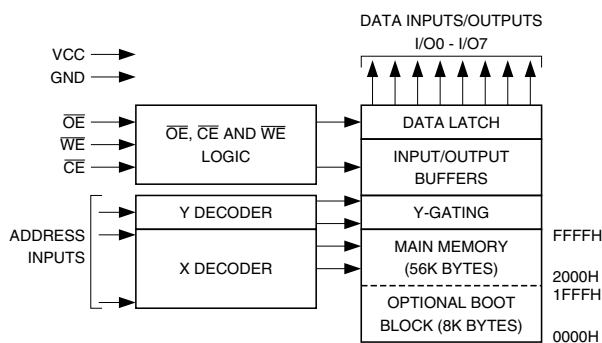 DATA INPUTS/OUTPUTS
I/O0 - I/O7
VCC
GND
OE
WE
CE
OE, CE AND WE
LOGIC
DATA LATCH
INPUT/OUTPUT
BUFFERS
ADDRESS
INPUTS
Y DECODER
Y-GATING
X DECODER
MAIN MEMORY
(56K BYTES)
OPTIONAL BOOT
BLOCK (8K BYTES)
FFFFH
2000H
1FFFH
0000H